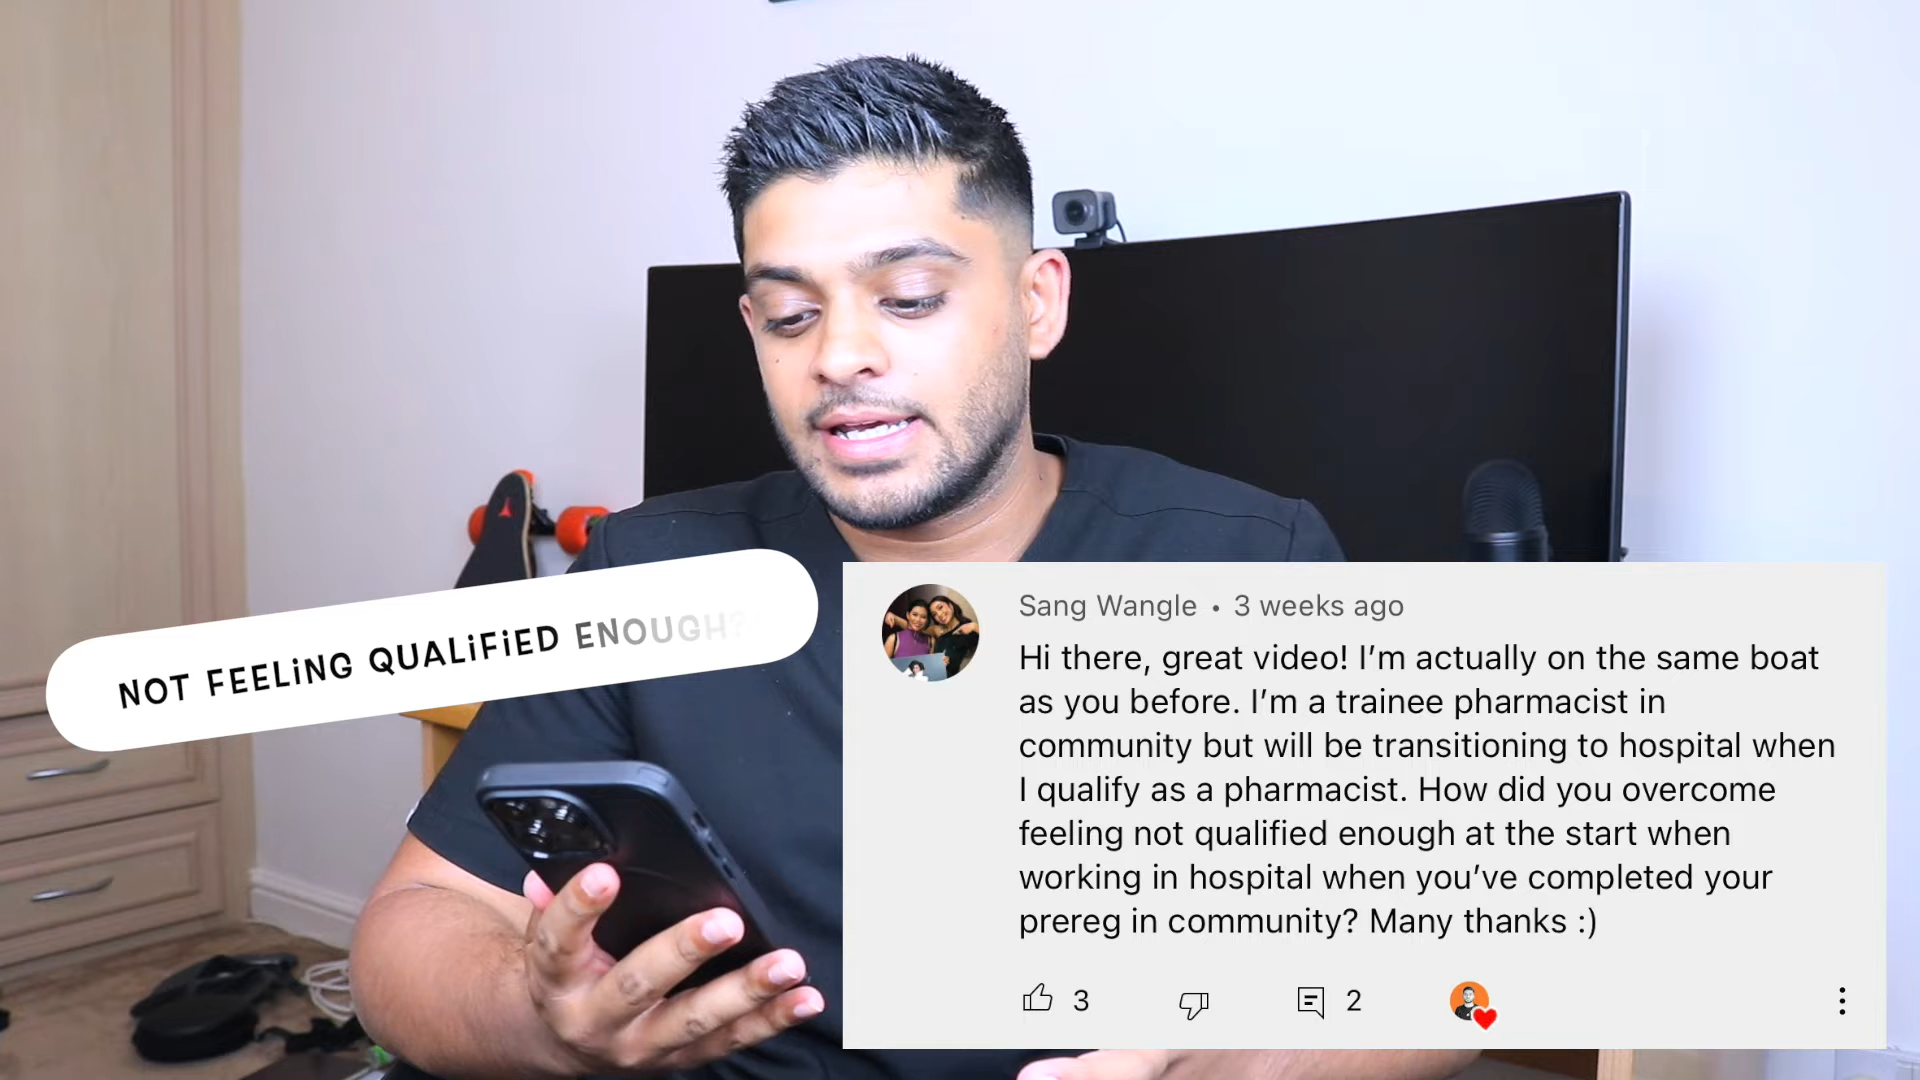 NOT FEELiNG QUALiFiED ENOUGH?
Sang Wangle • 3 weeks ago
Hi there, great video! I’m actually on the same boat
as you before. I’m a trainee pharmacist in
community but will be transitioning to hospital when
I qualify as a pharmacist. How did you overcome
feeling not qualified enough at the start when
working in hospital when you’ve completed your
prereg in community? Many thanks :)
3
2